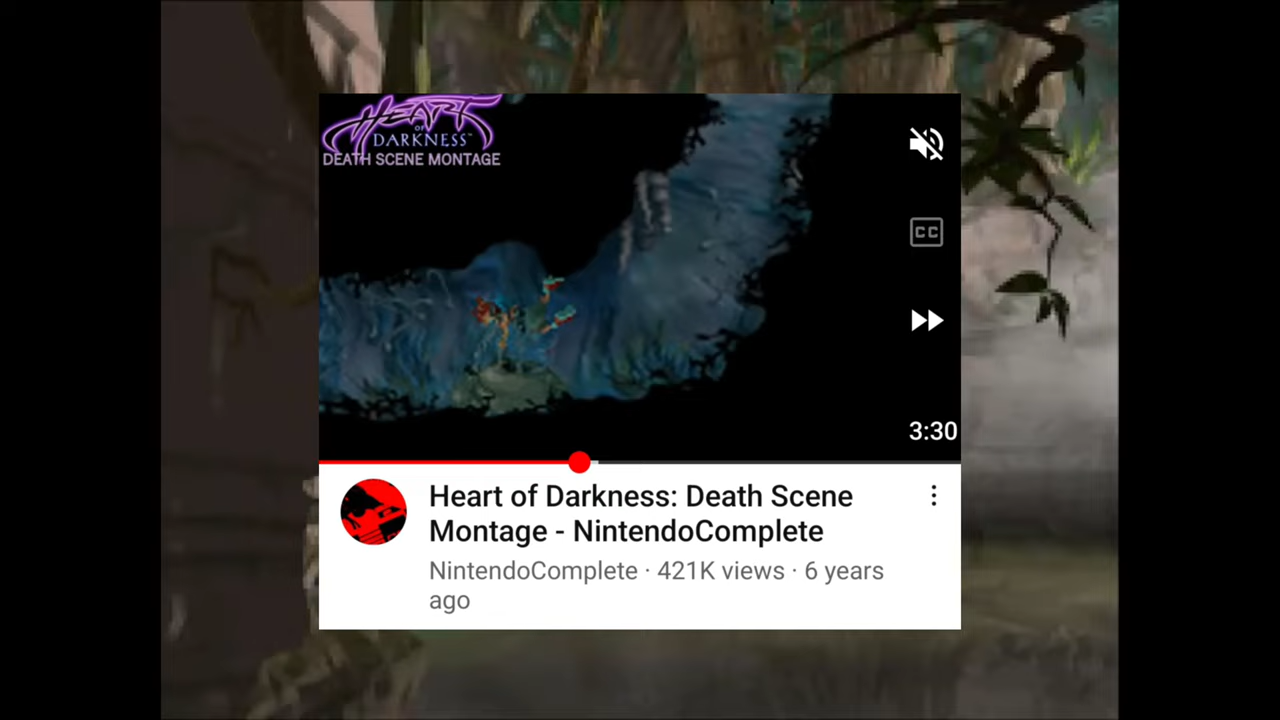 HEART
OF
DARKNESS™
DEATH SCENE MONTAGE
CC
3:30
Heart of Darkness: Death Scene
Montage - NintendoComplete
NintendoComplete · 421K views · 6 years
ago